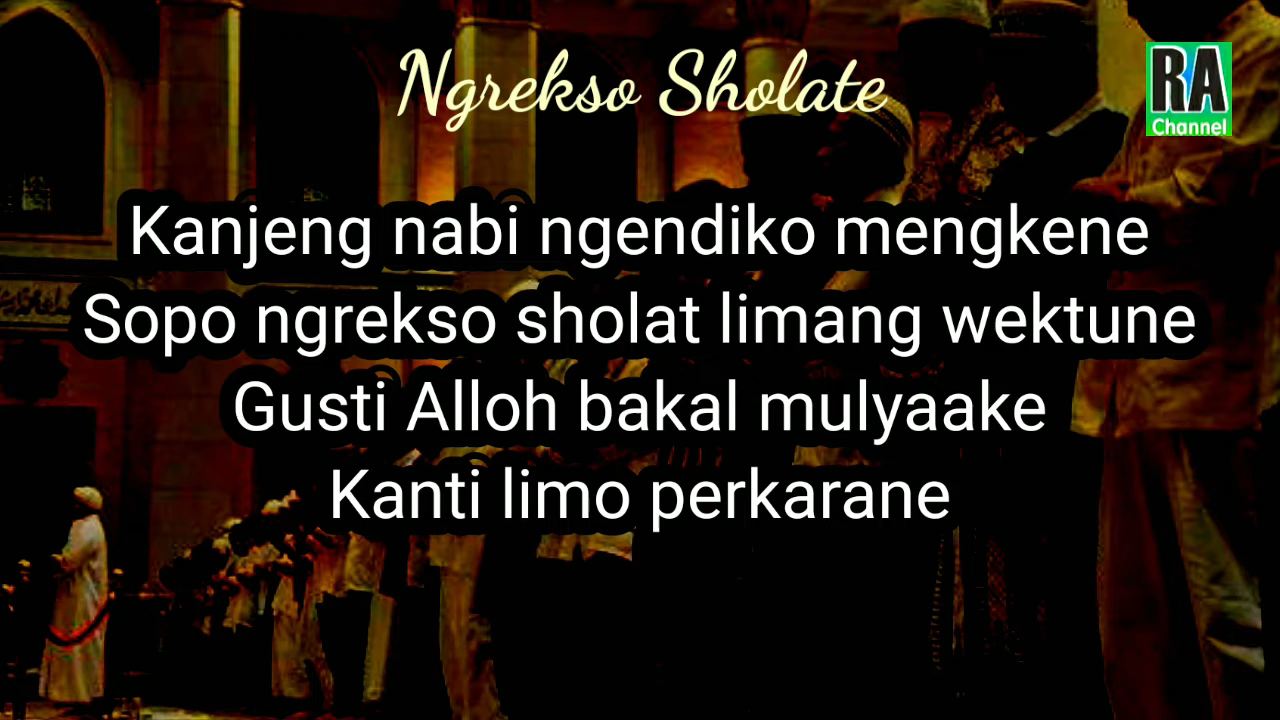 Ngrekso Sholate
RA
Channel
Kanjeng nabi ngendiko mengkene
Sopo ngrekso sholat limang wektune
Gusti Alloh bakal mulyaake
Kanti limo perkarane